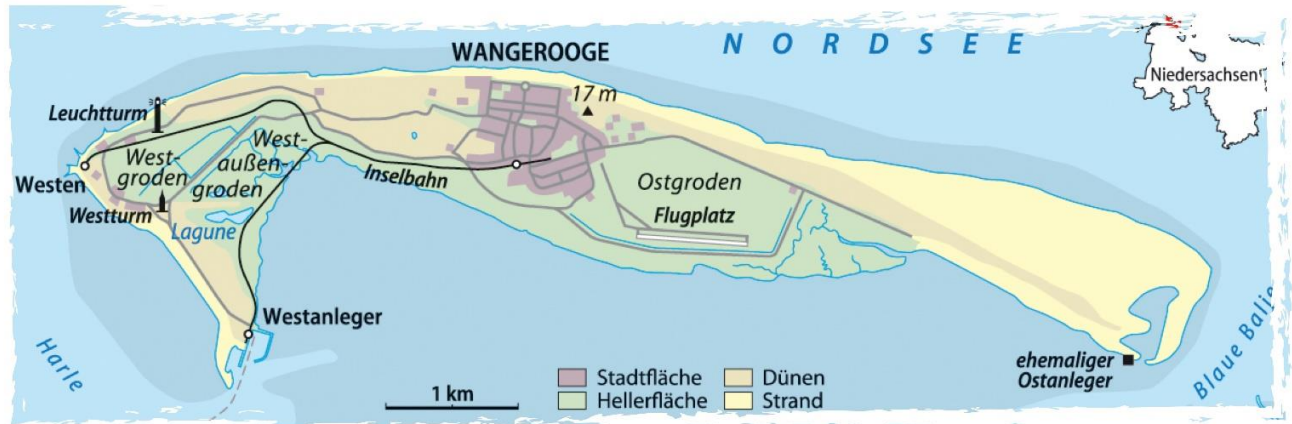 NORDSEE
WANGEROOGE
Niedersachsen
17 m
Leuchtturm
West-
groden
West-
außen-
groden
Inselbahn
Ostgroden
Flugplatz
Westen
Westturm
Lagune
Westanleger
Harle
Blaue Balje
ehemaliger
Ostanleger
1 km
Stadtfläche
Dünen
Hellerfläche
Strand